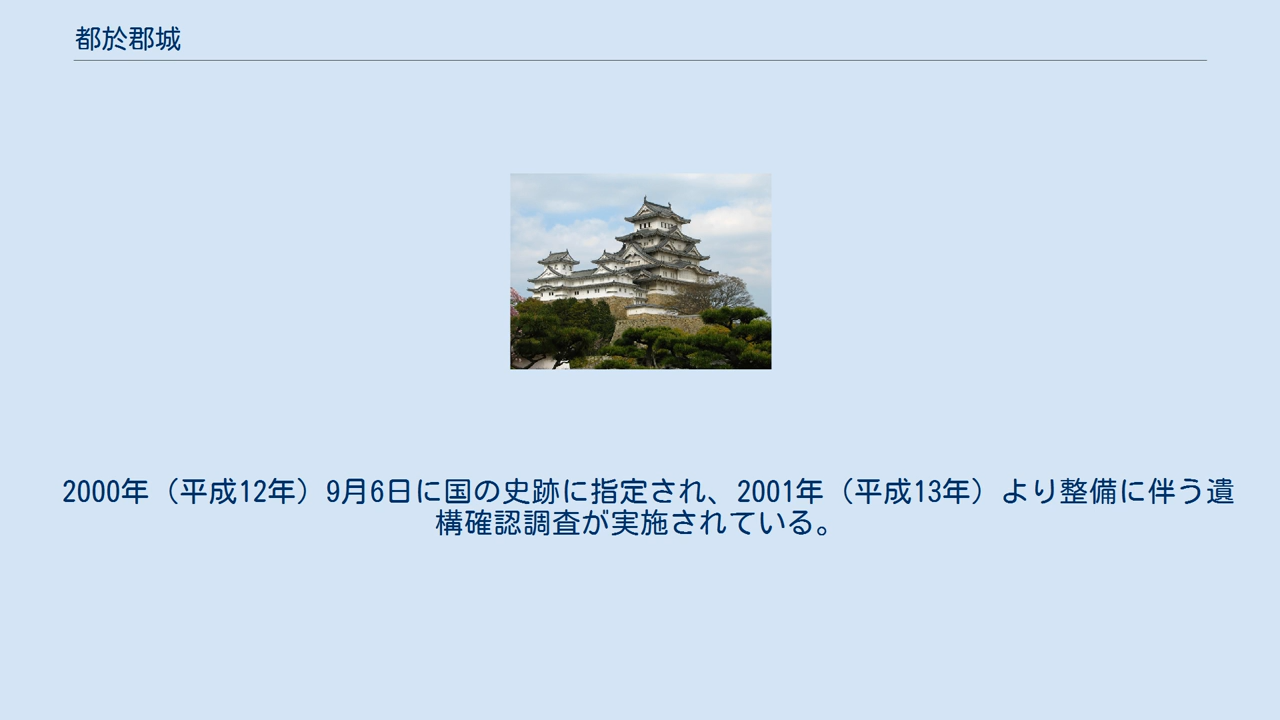 都於郡城
2000年（平成12年）9月6日に国の史跡に指定され、2001年（平成13年）より整備に伴う遺
構確認調査が実施されている。